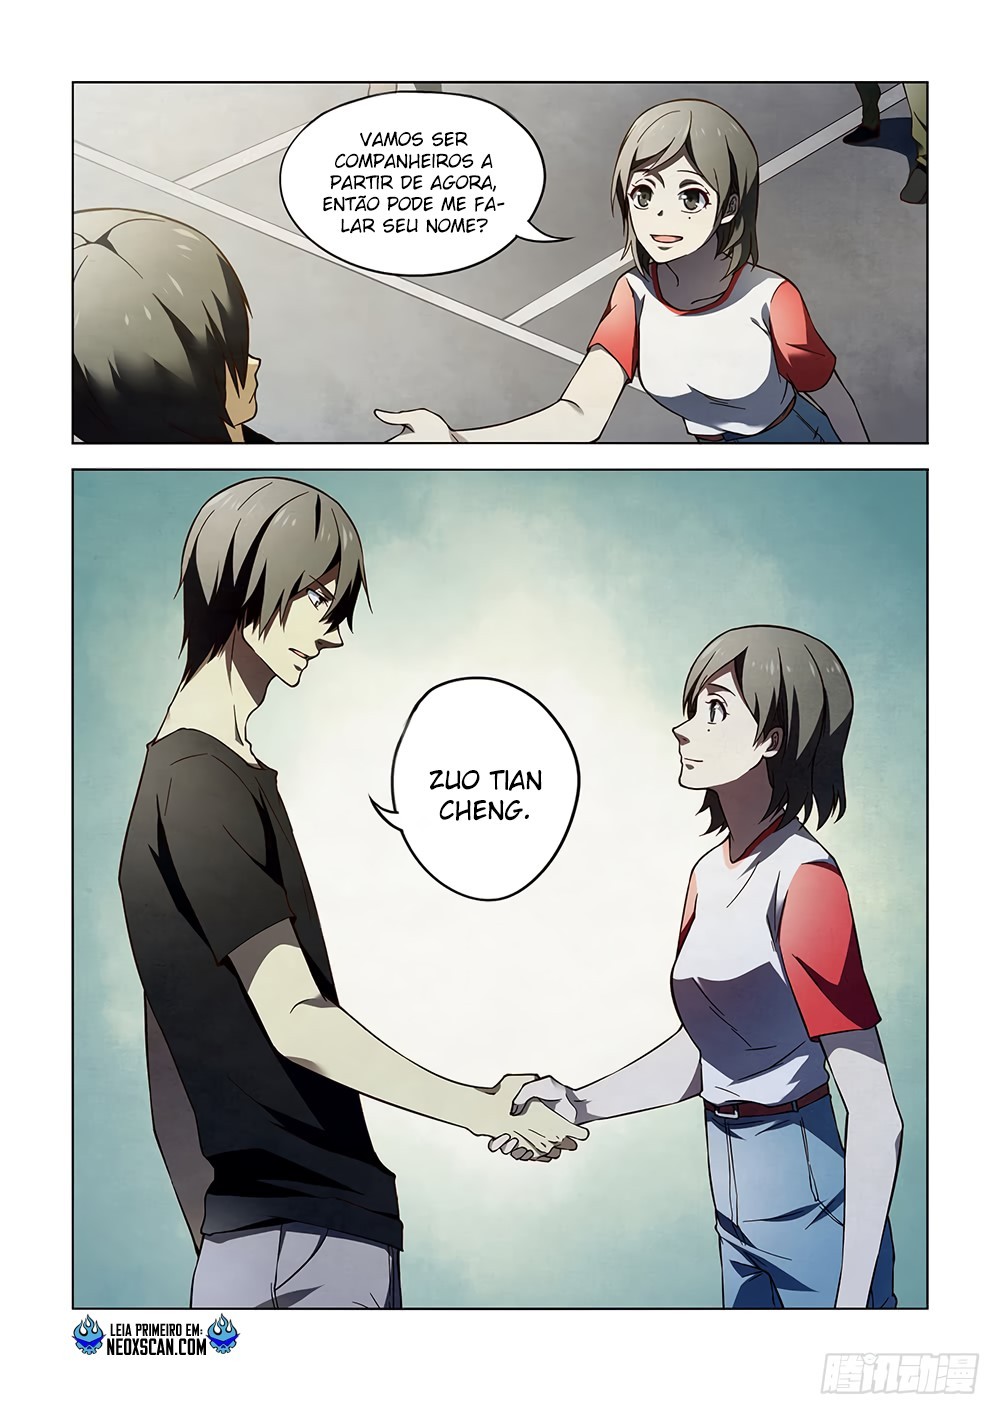 VAMOS SER
COMPANHEIROS A
PARTIR DE AGORA,
ENTÃO PODE ME FA-
LAR SEU NOME?
ZUO TIAN
CHENG.
LEIA PRIMEIRO EM:
NEOXSCAN.COM
腾讯动漫